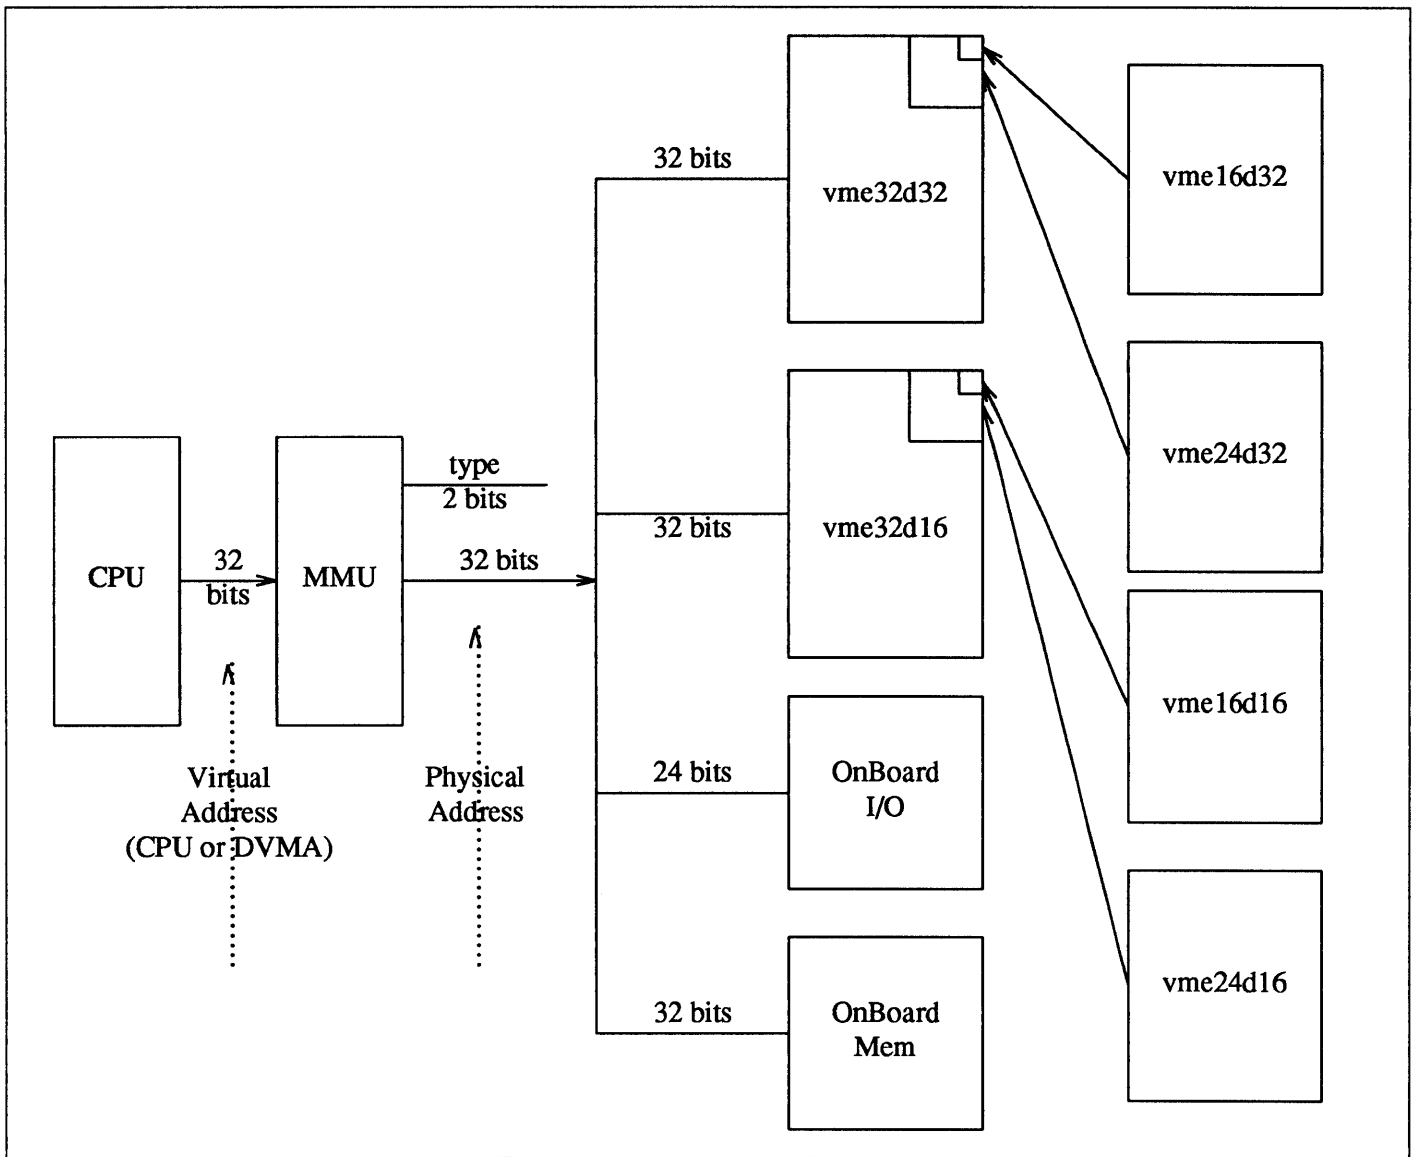 32 bits
vme32d32
vme16d32
vme24d32
type
2 bits
32 bits
vme32d16
CPU
32
bits
MMU
32 bits
vme16d16
Virtual
Address
(CPU or DVMA)
Physical
Address
24 bits
OnBoard
I/O
vme24d16
32 bits
OnBoard
Mem